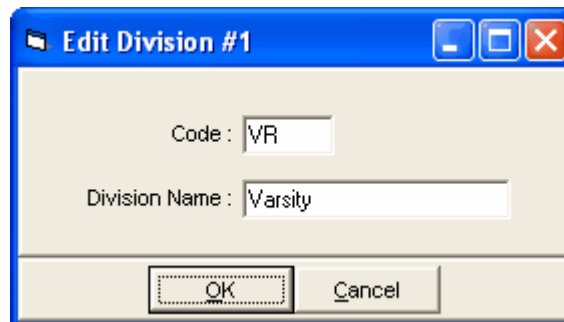 Edit Division #1
Code : VR
Division Name : Varsity
OK Cancel